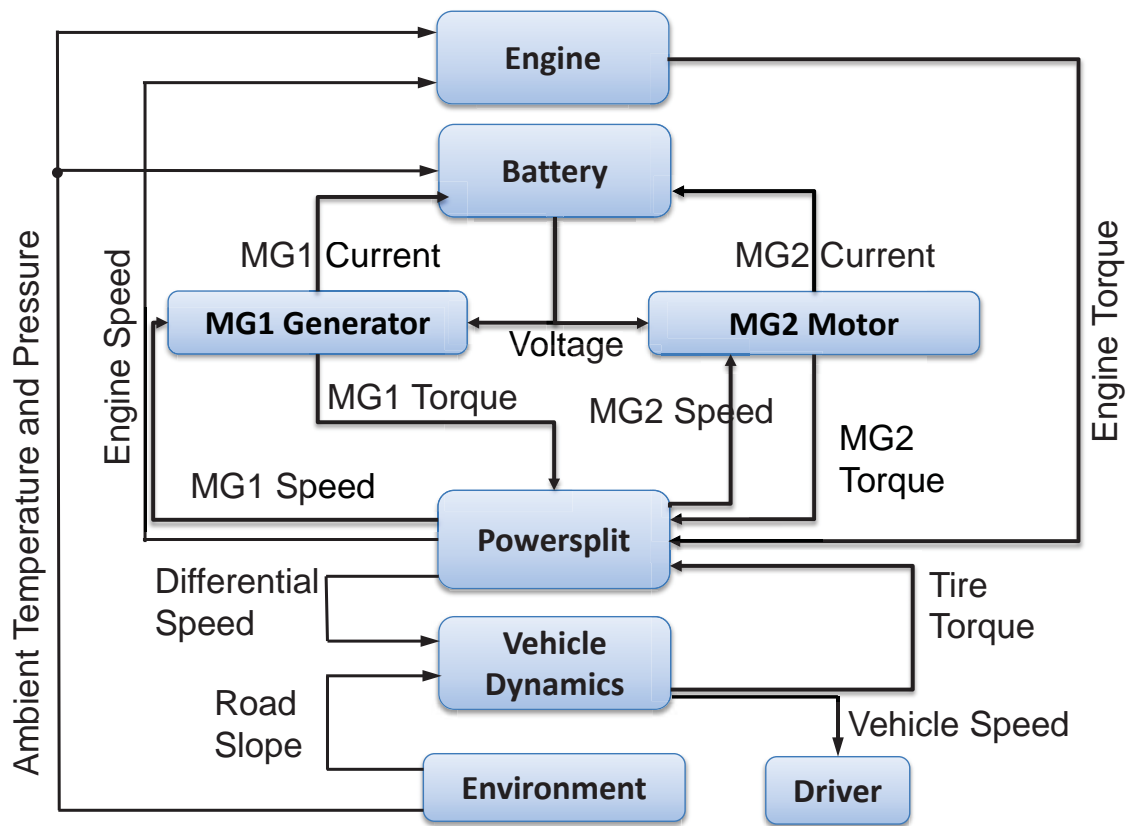 Engine
Battery
MG1 Current
MG2 Current
MG1 Generator
MG2 Motor
Voltage
MG1 Torque
MG2 Speed
MG2
Torque
MG1 Speed
Engine Speed
Ambient Temperature and Pressure
Engine Torque
Powersplit
Differential
Speed
Tire
Torque
Vehicle
Dynamics
Road
Slope
Vehicle Speed
Environment
Driver